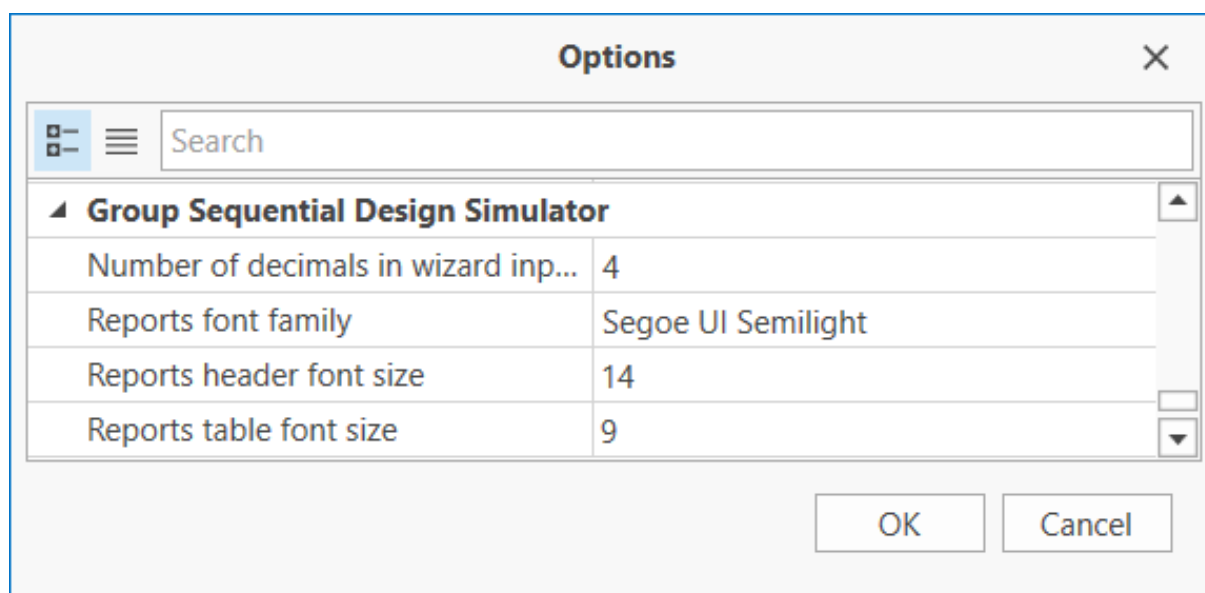 Options
Search
Group Sequential Design Simulator
Number of decimals in wizard inp... 4
Reports font family Segoe UI Semilight
Reports header font size 14
Reports table font size 9
OK Cancel